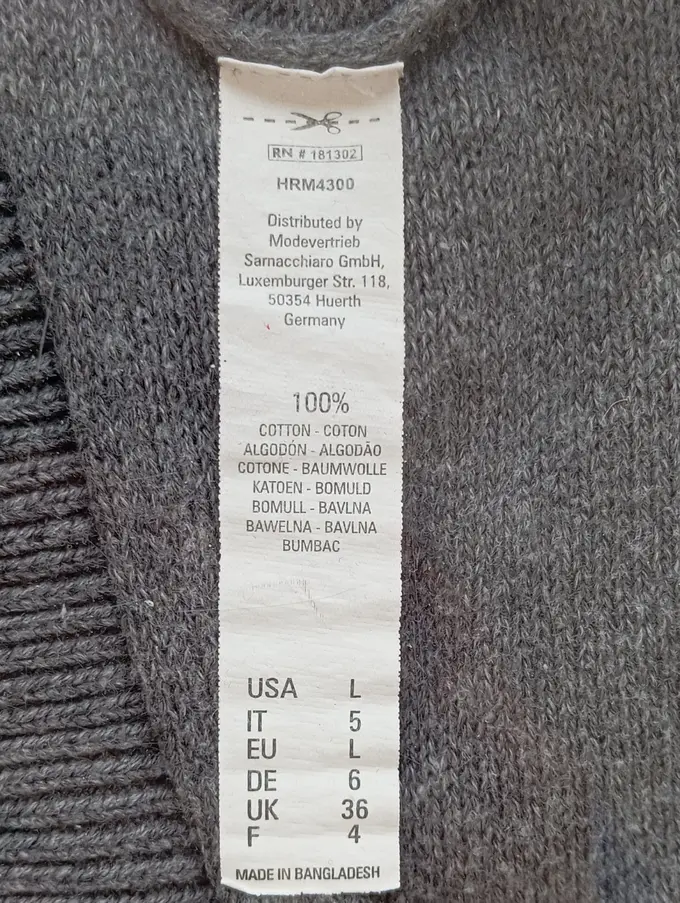 RN # 181302
HRM4300
Distributed by
Modevertrieb
Sarnacchiaro GmbH,
Luxemburger Str. 118,
50354 Huerth
Germany
100%
COTTON - COTON
ALGODÓN - ALGODÃO
COTONE - BAUMWOLLE
KATOEN - BOMULD
BOMULL - BAVLNA
BAWELNA - BAVLNA
BUMBAC
USA L
IT 5
EU L
DE 6
UK 36
F 4
MADE IN BANGLADESH